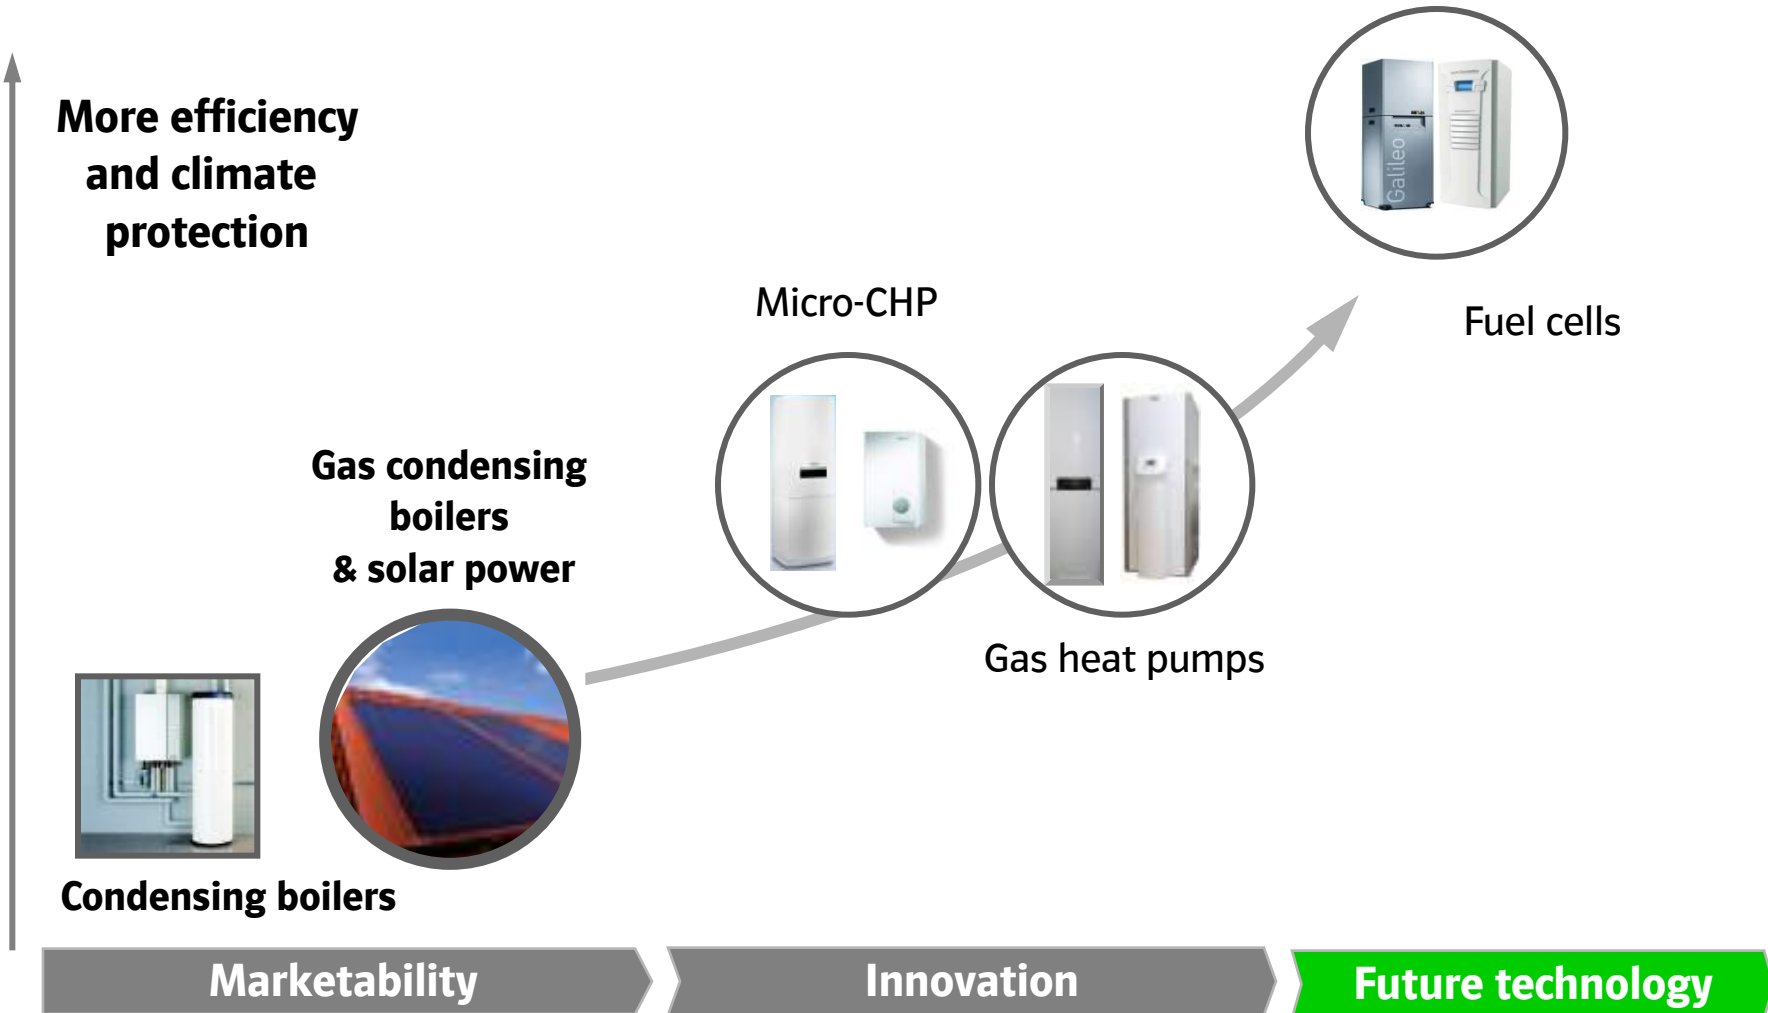 More efficiency
and climate
protection
Galileo
Micro-CHP
Fuel cells
Gas condensing
boilers
& solar power
Gas heat pumps
Condensing boilers
Marketability
Innovation
Future technology